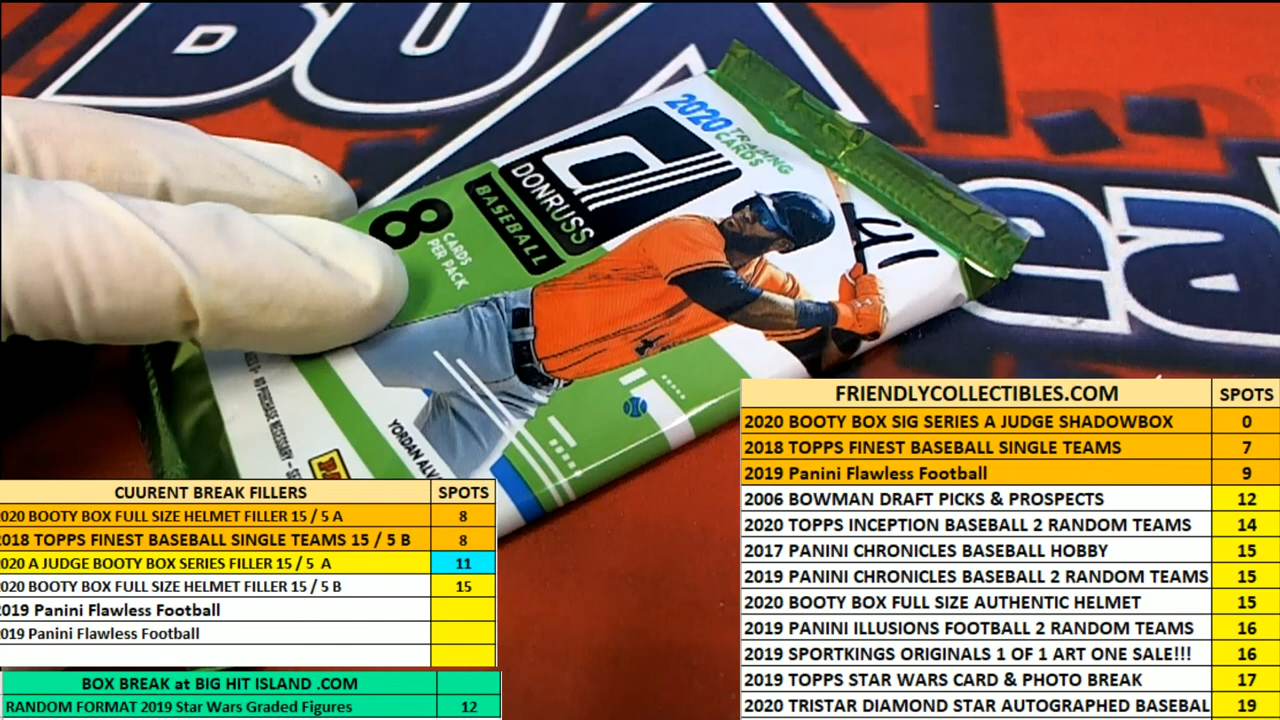 2020 TRADING CARDS
d
DONRUSS
BASEBALL
8 CARDS PER PACK
41
AGES 9+ NO PURCHASE NECESSARY – SE
YORDAN ALV
CUURENT BREAK FILLERS SPOTS
020 BOOTY BOX FULL SIZE HELMET FILLER 15 / 5 A 8
018 TOPPS FINEST BASEBALL SINGLE TEAMS 15 / 5 B 8
020 A JUDGE BOOTY BOX SERIES FILLER 15 / 5 A 11
020 BOOTY BOX FULL SIZE HELMET FILLER 15 / 5 B 15
019 Panini Flawless Football
019 Panini Flawless Football
BOX BREAK at BIG HIT ISLAND .COM
RANDOM FORMAT 2019 Star Wars Graded Figures 12
FRIENDLYCOLLECTIBLES.COM SPOTS
2020 BOOTY BOX SIG SERIES A JUDGE SHADOWBOX 0
2018 TOPPS FINEST BASEBALL SINGLE TEAMS 7
2019 Panini Flawless Football 9
2006 BOWMAN DRAFT PICKS & PROSPECTS 12
2020 TOPPS INCEPTION BASEBALL 2 RANDOM TEAMS 14
2017 PANINI CHRONICLES BASEBALL HOBBY 15
2019 PANINI CHRONICLES BASEBALL 2 RANDOM TEAMS 15
2020 BOOTY BOX FULL SIZE AUTHENTIC HELMET 15
2019 PANINI ILLUSIONS FOOTBALL 2 RANDOM TEAMS 16
2019 SPORTKINGS ORIGINALS 1 OF 1 ART ONE SALE!!! 16
2019 TOPPS STAR WARS CARD & PHOTO BREAK 17
2020 TRISTAR DIAMOND STAR AUTOGRAPHED BASEBAL 19